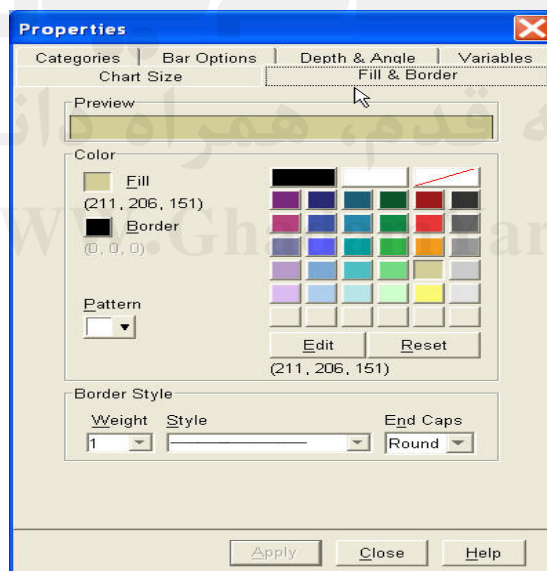 Properties
Categories | Bar Options | Depth & Angle | Variables
Chart Size Fill & Border
Preview
قدم، همراه
Color
Fill
(211, 206, 151)
Border
(0, 0, 0)
Pattern
Edit Reset
(211, 206, 151)
Border Style
Weight Style End Caps
1 Round
Apply Close Help